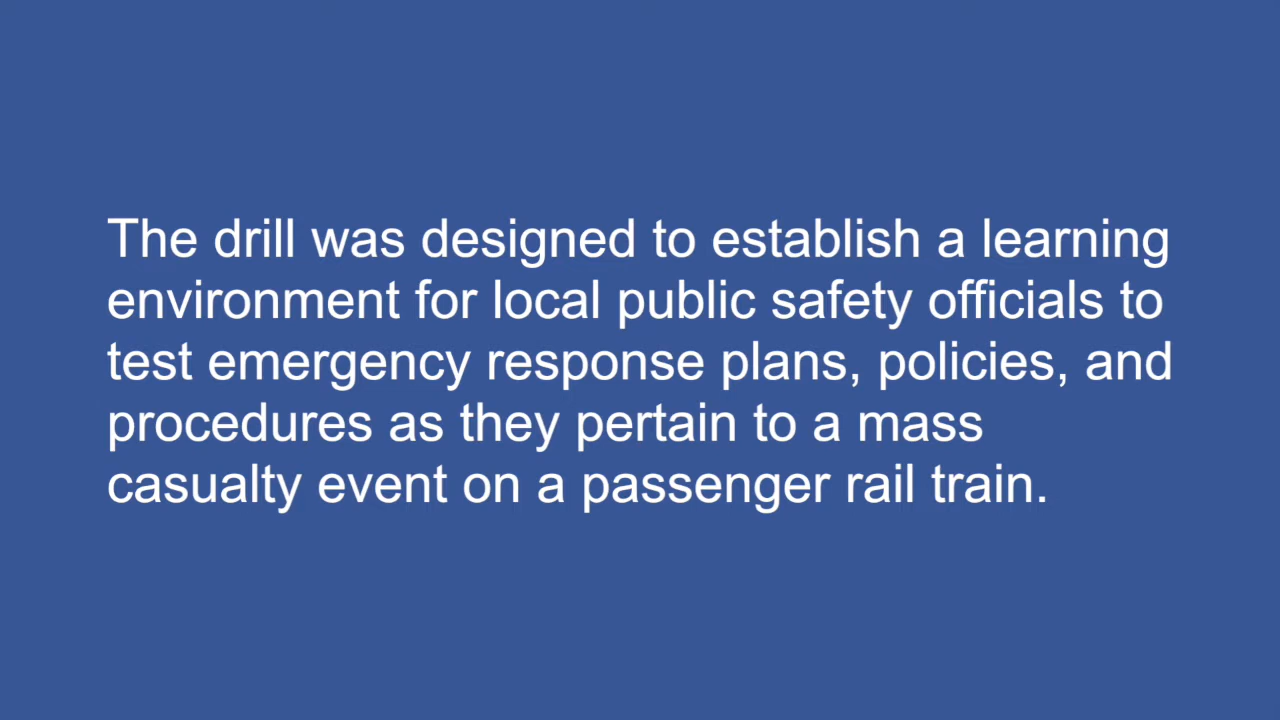 The drill was designed to establish a learning
environment for local public safety officials to
test emergency response plans, policies, and
procedures as they pertain to a mass
casualty event on a passenger rail train.